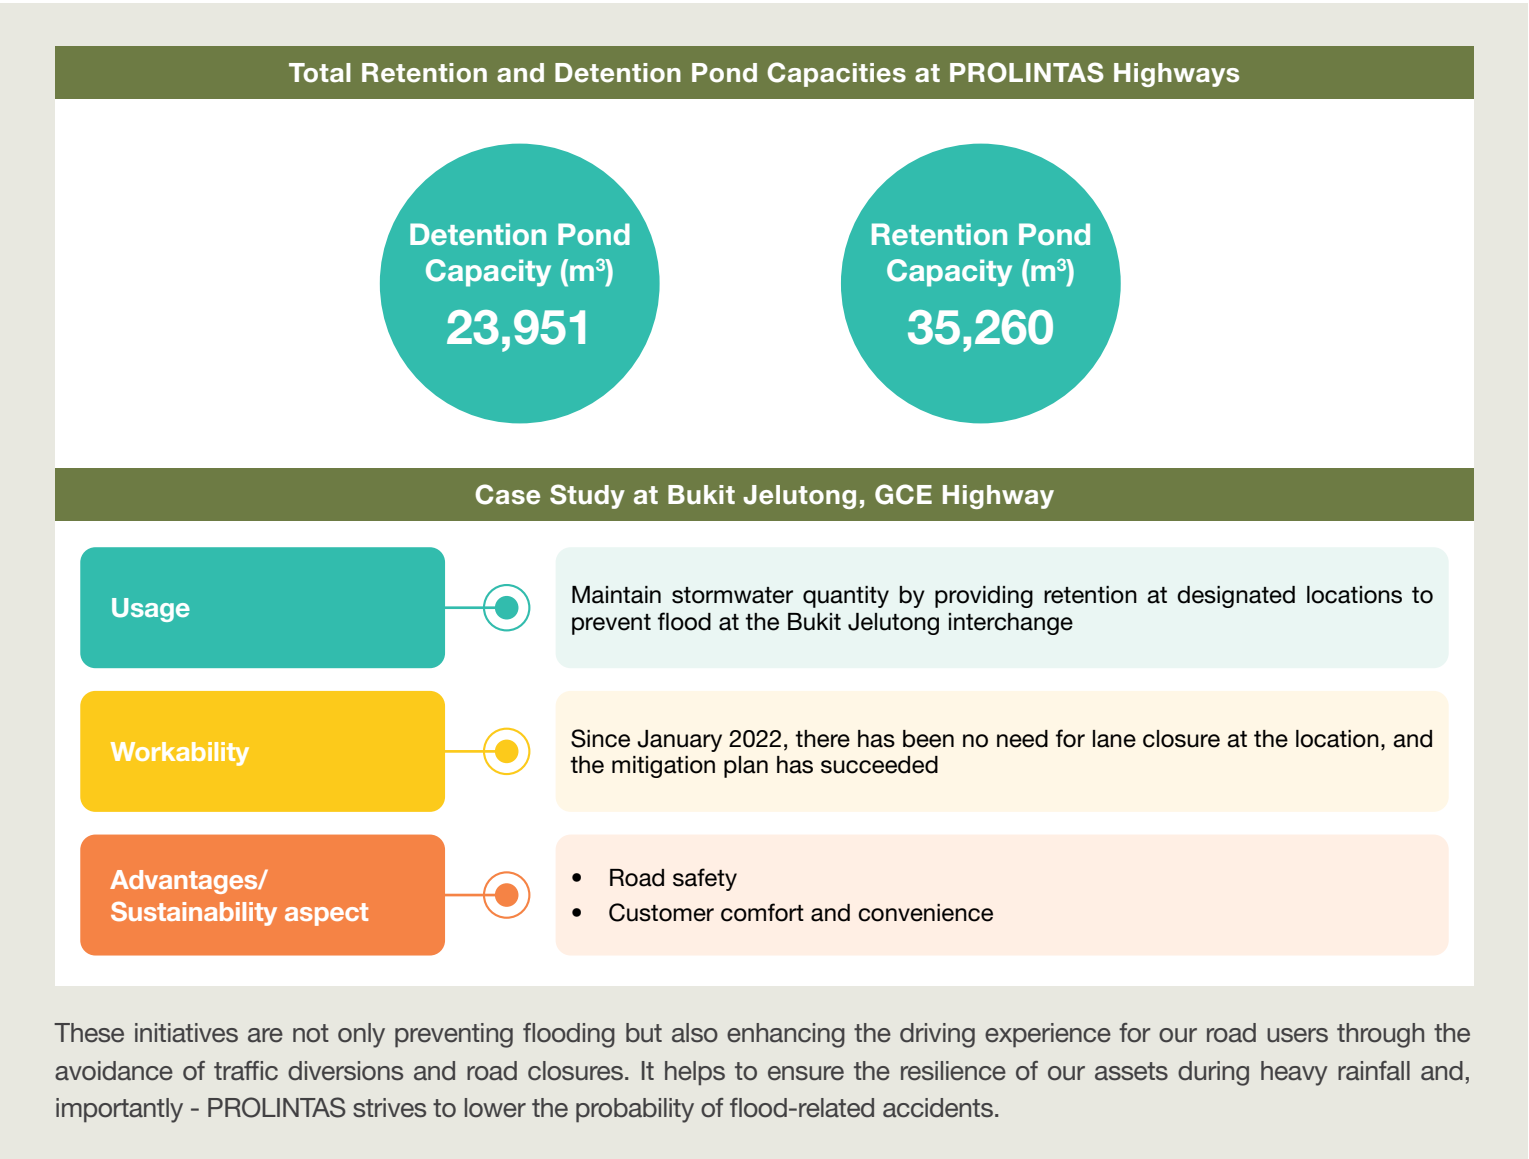 Total Retention and Detention Pond Capacities at PROLINTAS Highways
Detention Pond
Capacity (m³)
23,951
Retention Pond
Capacity (m³)
35,260
Case Study at Bukit Jelutong, GCE Highway
Usage
Maintain stormwater quantity by providing retention at designated locations to
prevent flood at the Bukit Jelutong interchange
Workability
Since January 2022, there has been no need for lane closure at the location, and
the mitigation plan has succeeded
Advantages/
Sustainability aspect
• Road safety
• Customer comfort and convenience
These initiatives are not only preventing flooding but also enhancing the driving experience for our road users through the
avoidance of traffic diversions and road closures. It helps to ensure the resilience of our assets during heavy rainfall and,
importantly - PROLINTAS strives to lower the probability of flood-related accidents.